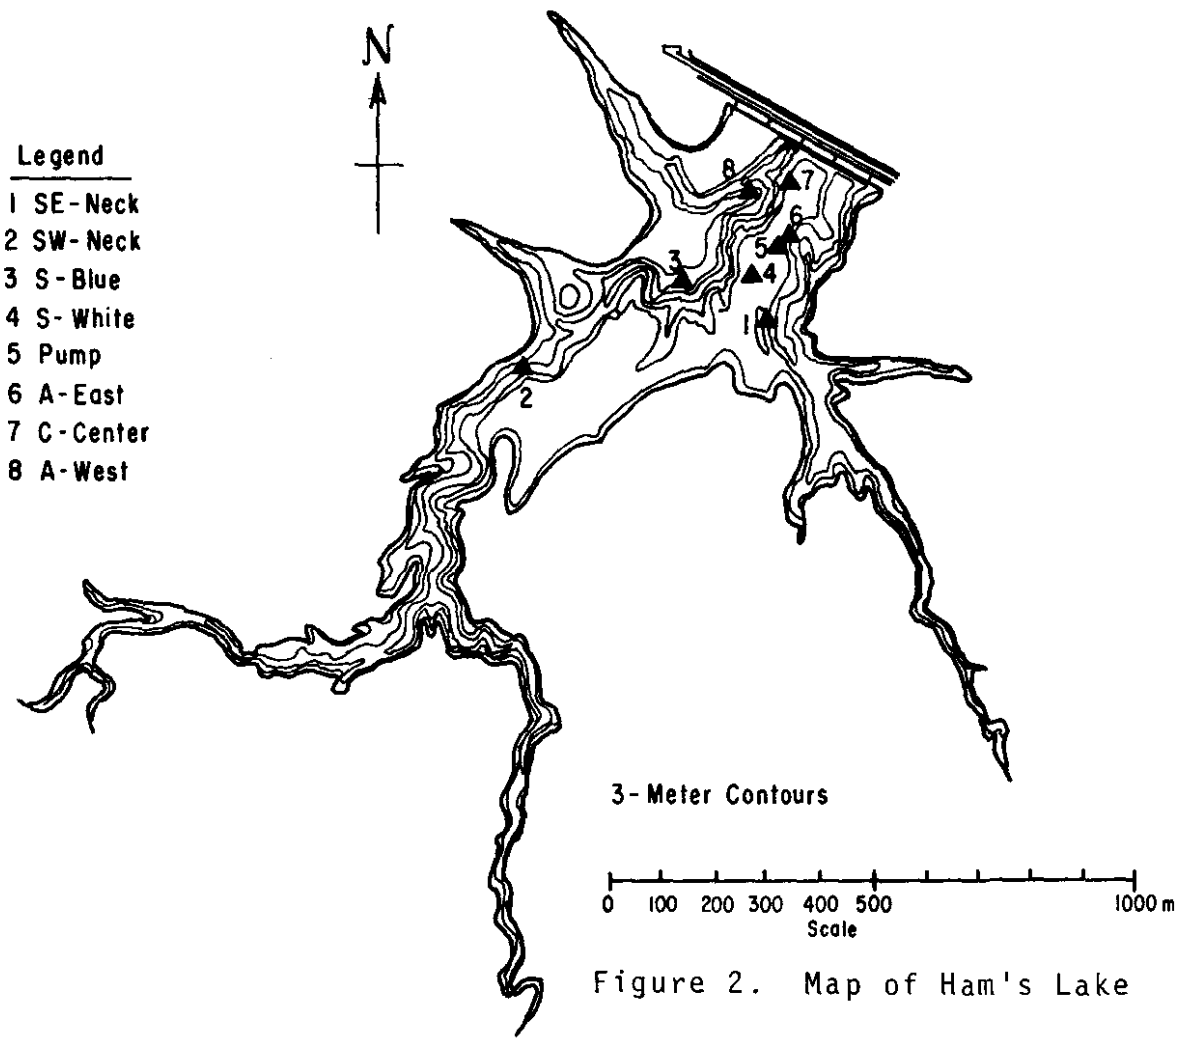 N
Legend
1 SE-Neck
2 SW-Neck
3 S-Blue
4 S-White
5 Pump
6 A-East
7 C-Center
8 A-West
8
7
6
5
3
4
1
2
3-Meter Contours
0 100 200 300 400 500 1000 m
Scale
Figure 2. Map of Ham's Lake